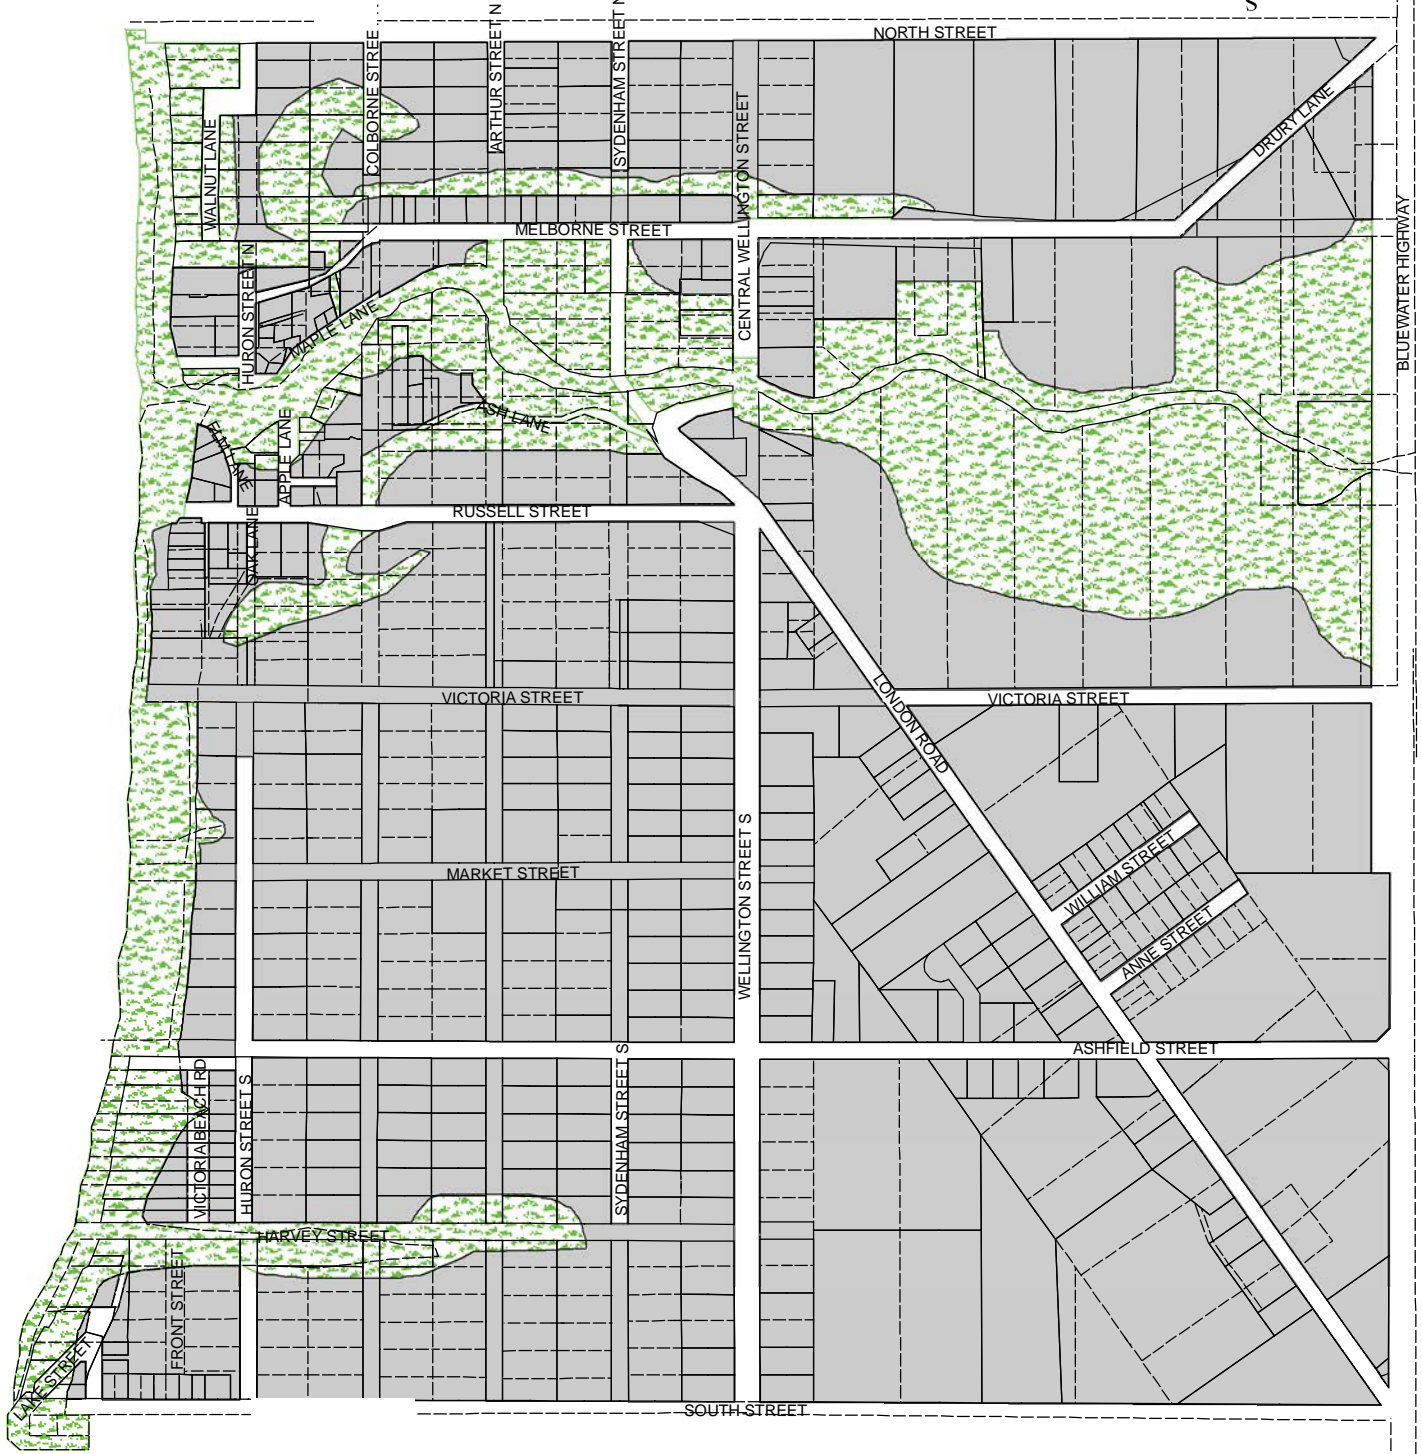 S
NORTH STREET
COLBORNE STREE
ARTHUR STREET N
SYDENHAM STREET N
CENTRAL WELLINGTON STREET
DRURY LANE
WALNUT LANE
MELBORNE STREET
BLUEWATER HIGHWAY
HURON STREET N
MAPLE LANE
ASH LANE
ELM LANE
APPLE LANE
RUSSELL STREET
OAK LANE
VICTORIA STREET
VICTORIA STREET
LONDON ROAD
MARKET STREET
WELLINGTON STREET S
WILLIAM STREET
ANNE STREET
ASHFIELD STREET
VICTORIA BEACH RD
HURON STREET S
SYDENHAM STREET S
HARVEY STREET
FRONT STREET
LAKE STREET
SOUTH STREET